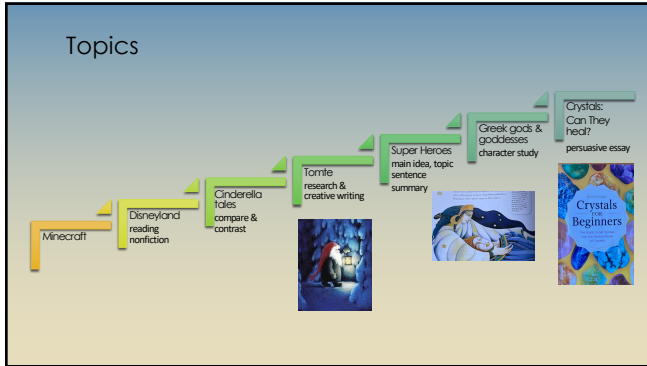 Topics
Minecraft
Disneyland
reading
nonfiction
Cinderella
tales
compare &
contrast
Tomte
research &
creative writing
Super Heroes
main idea, topic
sentence
summary
Greek gods &
goddesses
character study
Crystals:
Can They
heal?
persuasive essay
Crystals
FOR
Beginners